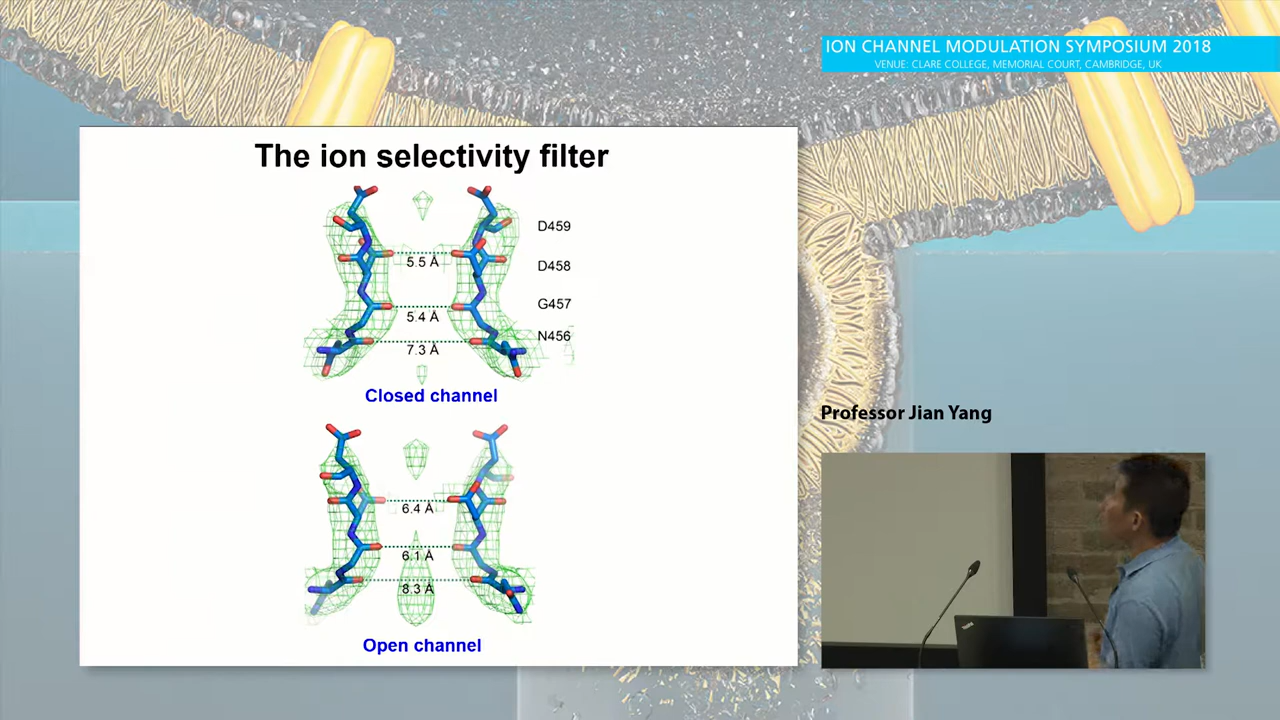 ION CHANNEL MODULATION SYMPOSIUM 2018
VENUE: CLARE COLLEGE, MEMORIAL COURT, CAMBRIDGE, UK
The ion selectivity filter
D459
5.5 Å
D458
G457
5.4 Å
N456
7.3 Å
Closed channel
6.4 Å
6.1 Å
8.3 Å
Open channel
Professor Jian Yang